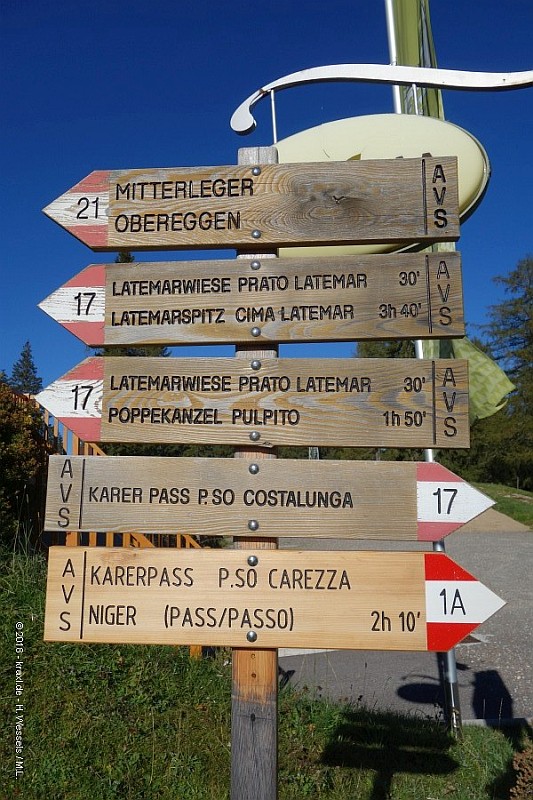 21 MITTERLEGER
OBEREGGEN
AVS.
17 LATEMARWIESE PRATO LATEMAR 30'
LATEMARSPITZ CIMA LATEMAR 3h 40'
AVS
17 LATEMARWIESE PRATO LATEMAR 30'
POPPEKANZEL PULPITO 1h 50'
AVS
AVS
KARER PASS P.SO COSTALUNGA 17
AVS
KARERPASS P.SO CAREZZA
NIGER (PASS/PASSO) 2h 10'
1A
© 2018 - kraxl.de - H. Wessels / ML.